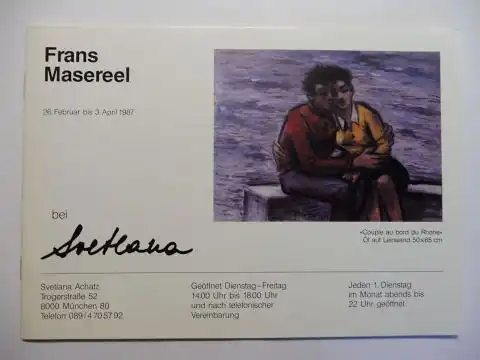 Frans
Masereel
26. Februar bis 3. April 1987
bei
Svetlana
«Couple au bord du Rhone»
Öl auf Leinwand 50x65 cm
Svetlana Achatz
Trogerstraße 52
8000 München 80
Telefon 089/4705792
Geöffnet Dienstag-Freitag
14.00 Uhr bis 18.00 Uhr
und nach telefonischer
Vereinbarung
Jeden 1. Dienstag
im Monat abends bis
22 Uhr geöffnet.